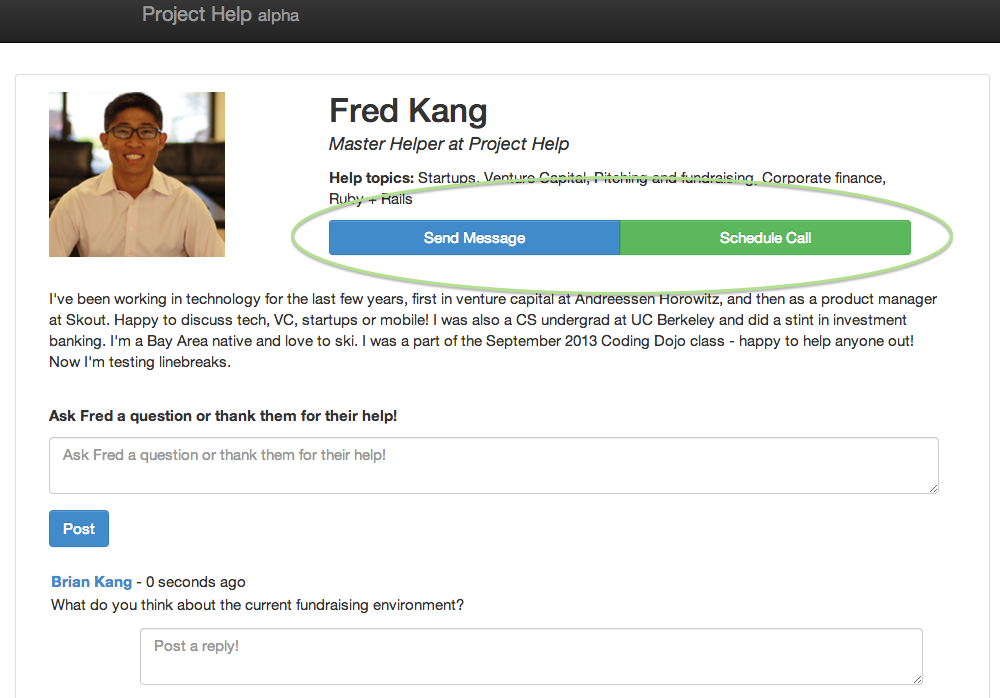 Project Help alpha
Fred Kang
Master Helper at Project Help
Help topics: Startups, Venture Capital, Pitching and fundraising, Corporate finance,
Ruby + Rails
Send Message
Schedule Call
I've been working in technology for the last few years, first in venture capital at Andreessen Horowitz, and then as a product manager
at Skout. Happy to discuss tech, VC, startups or mobile! I was also a CS undergrad at UC Berkeley and did a stint in investment
banking. I'm a Bay Area native and love to ski. I was a part of the September 2013 Coding Dojo class - happy to help anyone out!
Now I'm testing linebreaks.
Ask Fred a question or thank them for their help!
Ask Fred a question or thank them for their help!
Post
Brian Kang - 0 seconds ago
What do you think about the current fundraising environment?
Post a reply!